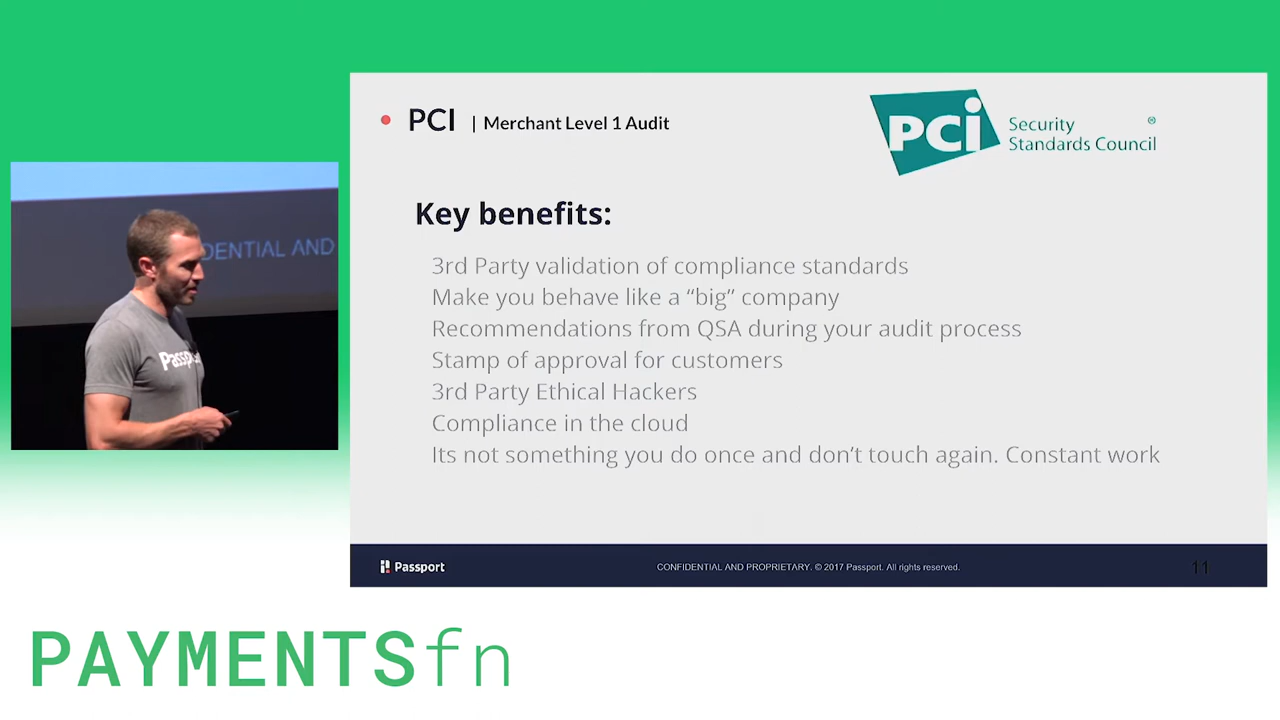 PCI | Merchant Level 1 Audit
PCI Security Standards Council ®
Key benefits:
3rd Party validation of compliance standards
Make you behave like a “big” company
Recommendations from QSA during your audit process
Stamp of approval for customers
3rd Party Ethical Hackers
Compliance in the cloud
Its not something you do once and don’t touch again. Constant work
DENTIAL AND
Passport
Passport
CONFIDENTIAL AND PROPRIETARY. © 2017 Passport. All rights reserved.
11
PAYMENTSfn